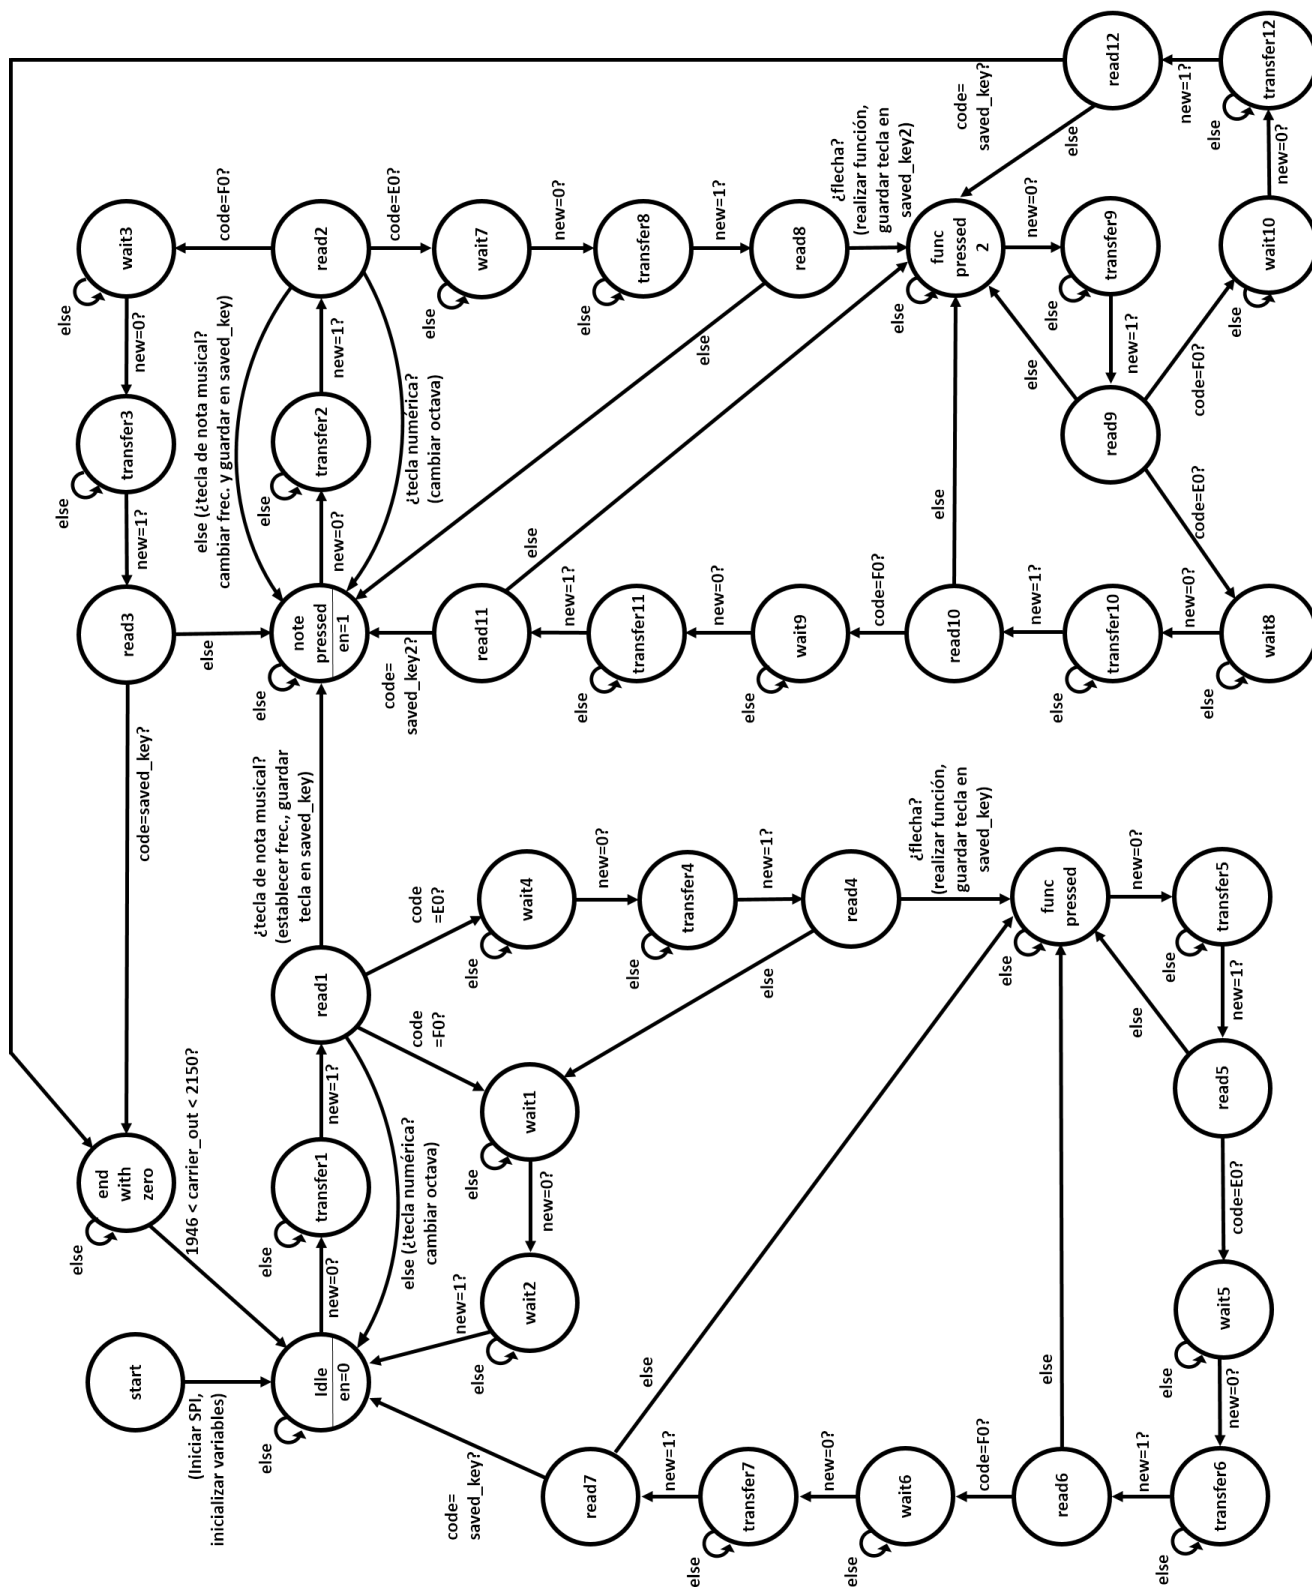 start
(Iniciar SPI,
inicializar variables)
else
end
with
zero
1946 < carrier_out < 2150?
code=saved_key?
read3
new=1?
else
transfer3
new=0?
else
wait3
code=F0?
else
else
Idle
en=0
new=0?
else
transfer1
new=1?
read1
¿tecla de nota musical?
(establecer frec., guardar
tecla en saved_key)
else
note
pressed
en=1
new=0?
else
transfer2
new=1?
read2
else (¿tecla de nota musical?
cambiar frec. y guardar en saved_key)
¿tecla numérica?
(cambiar octava)
else (¿tecla numérica?
cambiar octava)
code
=F0?
code
=E0?
code=E0?
else
wait2
new=1?
new=0?
else
wait1
else
wait4
new=0?
else
transfer4
new=1?
read4
else
¿flecha?
(realizar función,
guardar tecla en
saved_key)
else
func
pressed
new=0?
else
transfer5
new=1?
read5
else
code=E0?
else
wait5
new=0?
else
transfer6
new=1?
read6
else
code=F0?
else
wait6
new=0?
else
transfer7
new=1?
read7
else
code=
saved_key?
else
wait7
new=0?
else
transfer8
new=1?
read8
else
¿flecha?
(realizar función,
guardar tecla en
saved_key2)
else
func
pressed
2
new=0?
else
transfer9
new=1?
read9
else
code=E0?
code=F0?
else
wait8
new=0?
else
transfer10
new=1?
read10
else
code=F0?
else
wait9
new=0?
else
transfer11
new=1?
read11
else
code=
saved_key2?
else
wait10
new=0?
else
transfer12
new=1?
read12
else
code=
saved_key?